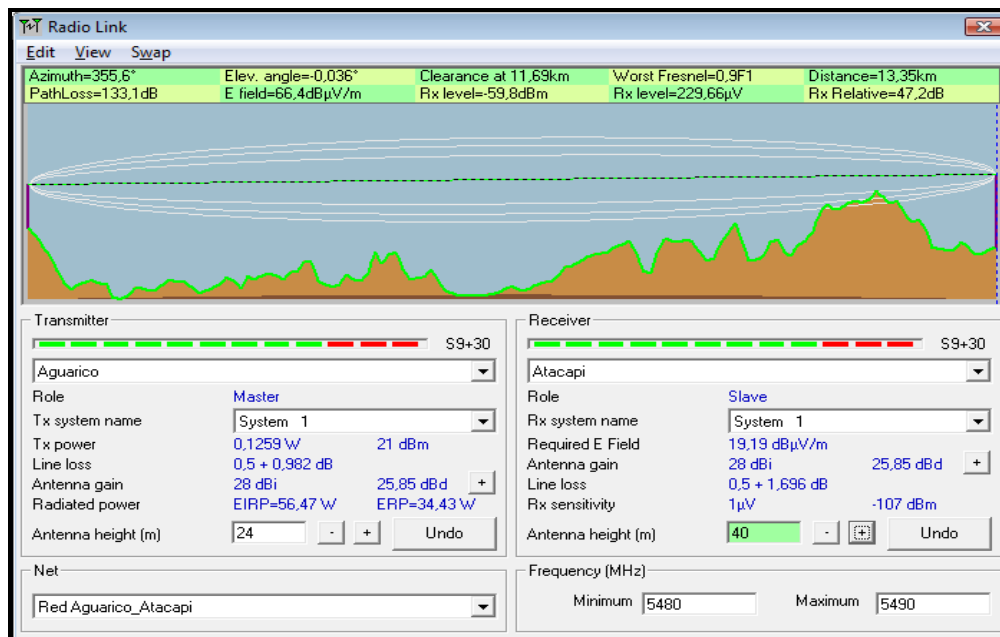 Radio Link
Edit View Swap
Azimuth=355,6° Elev. angle=-0,036° Clearance at 11,69km Worst Fresnel=0,9F1 Distance=13,35km
PathLoss=133,1dB E field=66,4dBµV/m Rx level=-59,8dBm Rx level=229,66µV Rx Relative=47,2dB
Transmitter
S9+30
Aguarico
Role Master
Tx system name System 1
Tx power 0,1259 W 21 dBm
Line loss 0,5 + 0,982 dB
Antenna gain 28 dBi 25,85 dBd +
Radiated power EIRP=56,47 W ERP=34,43 W
Antenna height (m) 24 - + Undo
Receiver
S9+30
Atacapi
Role Slave
Rx system name System 1
Required E Field 19,19 dBµV/m
Antenna gain 28 dBi 25,85 dBd +
Line loss 0,5 + 1,696 dB
Rx sensitivity 1µV -107 dBm
Antenna height (m) 40 - + Undo
Net
Red Aguarico_Atacapi
Frequency (MHz)
Minimum 5480 Maximum 5490